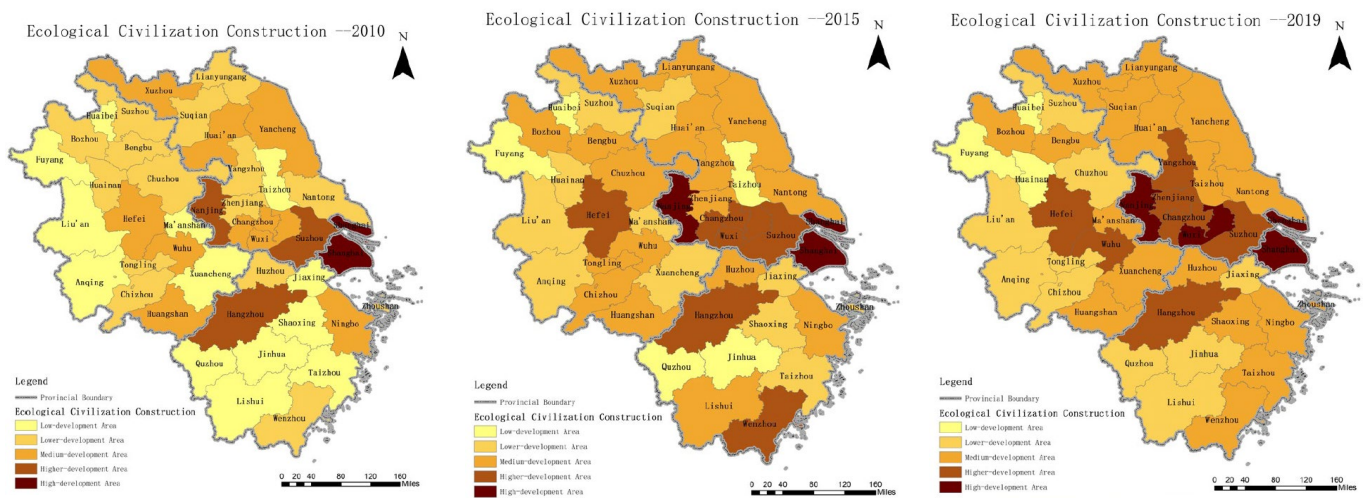 Ecological Civilization Construction --2010
N
Lianyungang
Xuzhou
Huaibei
Suzhou
Suqian
Bozhou
Huai'an
Yancheng
Bengbu
Fuyang
Yangzhou
Huainan
Chuzhou
Taizhou
Nanjing
Zhenjiang
Nantong
Hefei
Liu'an
Ma'anshan
Changzhou
Wuxi
Suzhou
Wuhu
Tongling
Xuancheng
Huzhou
Jiaxing
Anqing
Chizhou
Zhoushan
Huangshan
Hangzhou
Shaoxing
Ningbo
Jinhua
Quzhou
Taizhou
Lishui
Wenzhou
Legend
Provincial Boundary
Ecological Civilization Construction
Low-development Area
Lower-development Area
Medium-development Area
Higher-development Area
High-development Area
0 20 40 80 120 160
Miles
Ecological Civilization Construction --2015
N
Lianyungang
Xuzhou
Huaibei
Suzhou
Suqian
Bozhou
Huai'an
Yancheng
Bengbu
Fuyang
Yangzhou
Huainan
Chuzhou
Taizhou
Zhenjiang
Nantong
Hefei
Liu'an
Ma'anshan
Changzhou
Wuxi
Suzhou
Wuhu
Tongling
Xuancheng
Huzhou
Jiaxing
Anqing
Chizhou
Zhoushan
Huangshan
Hangzhou
Shaoxing
Ningbo
Jinhua
Quzhou
Taizhou
Lishui
Wenzhou
Legend
Provincial Boundary
Ecological Civilization Construction
Low-development Area
Lower-development Area
Medium-development Area
Higher-development Area
High-development Area
0 20 40 80 120 160
Miles
Ecological Civilization Construction --2019
N
Lianyungang
Xuzhou
Huaibei
Suzhou
Suqian
Bozhou
Huai'an
Yancheng
Bengbu
Fuyang
Yangzhou
Huainan
Chuzhou
Taizhou
Zhenjiang
Nantong
Hefei
Liu'an
Ma'anshan
Changzhou
Suzhou
Wuhu
Tongling
Xuancheng
Huzhou
Jiaxing
Anqing
Chizhou
Zhoushan
Huangshan
Hangzhou
Shaoxing
Ningbo
Jinhua
Quzhou
Taizhou
Lishui
Wenzhou
Legend
Provincial Boundary
Ecological Civilization Construction
Low-development Area
Lower-development Area
Medium-development Area
Higher-development Area
High-development Area
0 20 40 80 120 160
Miles